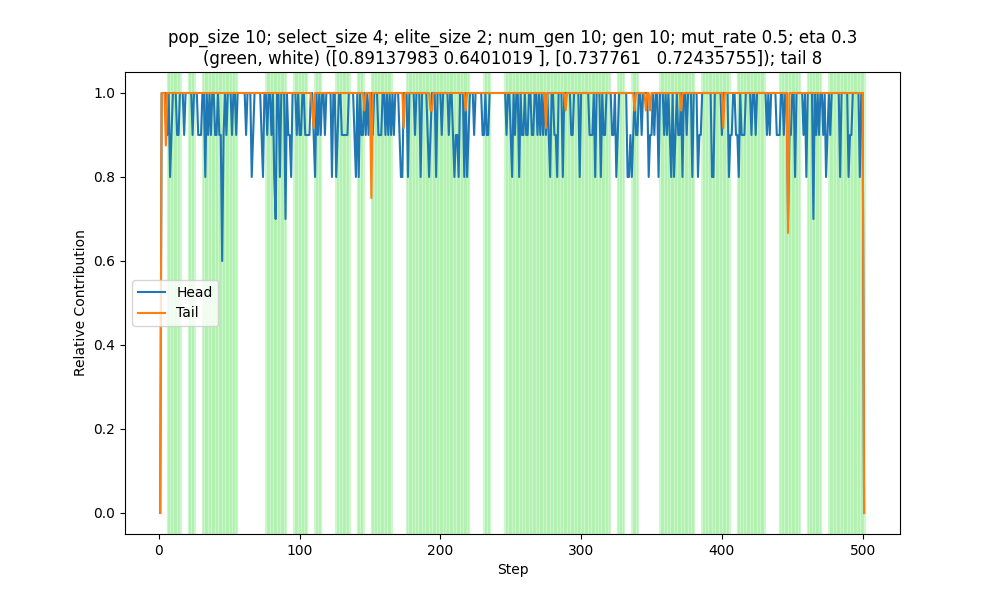 pop_size 10; select_size 4; elite_size 2; num_gen 10; gen 10; mut_rate 0.5; eta 0.3
(green, white) ([0.89137983 0.6401019 ], [0.737761   0.72435755]); tail 8
1.0
0.8
0.6
0.4
0.2
0.0
Relative Contribution
Head
Tail
0
100
200
300
400
500
Step